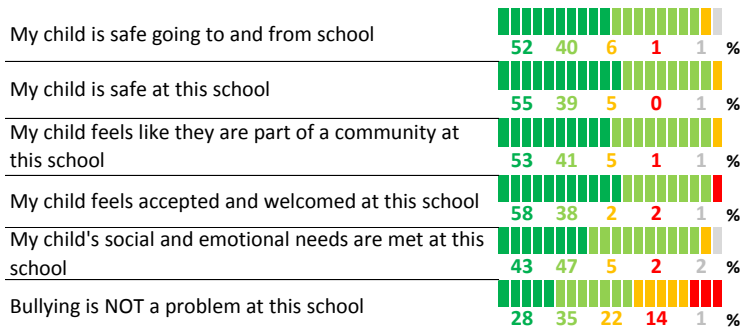 My child is safe going to and from school
52 40 6 1 1 %
My child is safe at this school
55 39 5 0 1 %
My child feels like they are part of a community at
this school
53 41 5 1 1 %
My child feels accepted and welcomed at this school
58 38 2 2 1 %
My child's social and emotional needs are met at this
school
43 47 5 2 2 %
Bullying is NOT a problem at this school
28 35 22 14 1 %